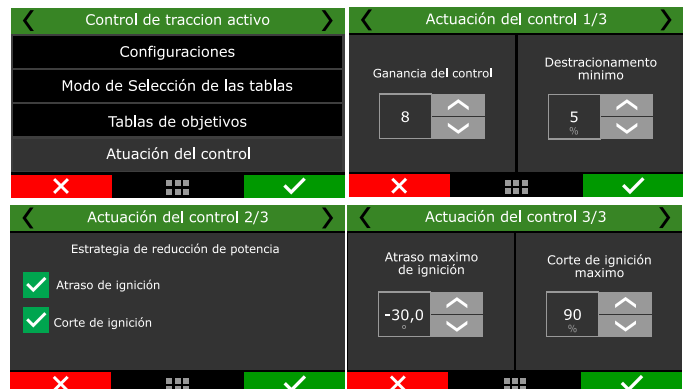 Control de traccion activo
Configuraciones
Modo de Selección de las tablas
Tablas de objetivos
Atuación del control
Actuación del control 1/3
Ganancia del control
8
Destracionamento
minimo
5
%
Actuación del control 2/3
Estrategia de reducción de potencia
Atraso de ignición
Corte de ignición
Actuación del control 3/3
Atraso maximo
de ignición
-30,0
°
Corte de ignición
maximo
90
%